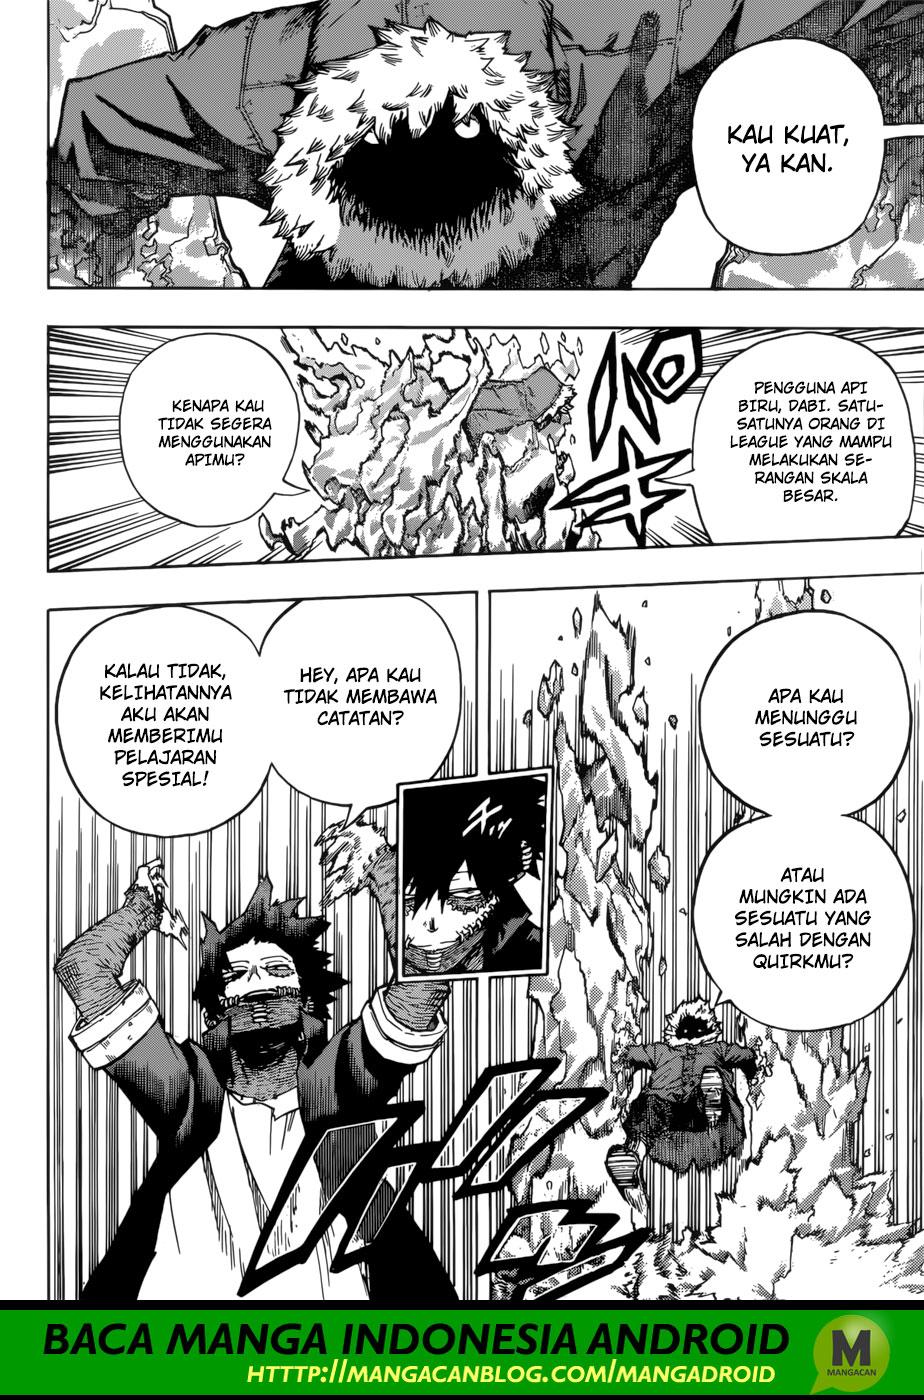 KAU KUAT,
YA KAN.
PENGGUNA API
BIRU, DABI. SATU-
SATUNYA ORANG DI
LEAGUE YANG MAMPU
MELAKUKAN SE-
RANGAN SKALA
BESAR.
KENAPA KAU
TIDAK SEGERA
MENGGUNAKAN
APIMU?
APA KAU
MENUNGGU
SESUATU?
ATAU
MUNGKIN ADA
SESUATU YANG
SALAH DENGAN
QUIRKMU?
HEY, APA KAU
TIDAK MEMBAWA
CATATAN?
KALAU TIDAK,
KELIHATANNYA
AKU AKAN
MEMBERIMU
PELAJARAN
SPESIAL!
BACA MANGA INDONESIA ANDROID
HTTTP://MANGACANBLOG.COM/MANGADROID
M
MANGACAN